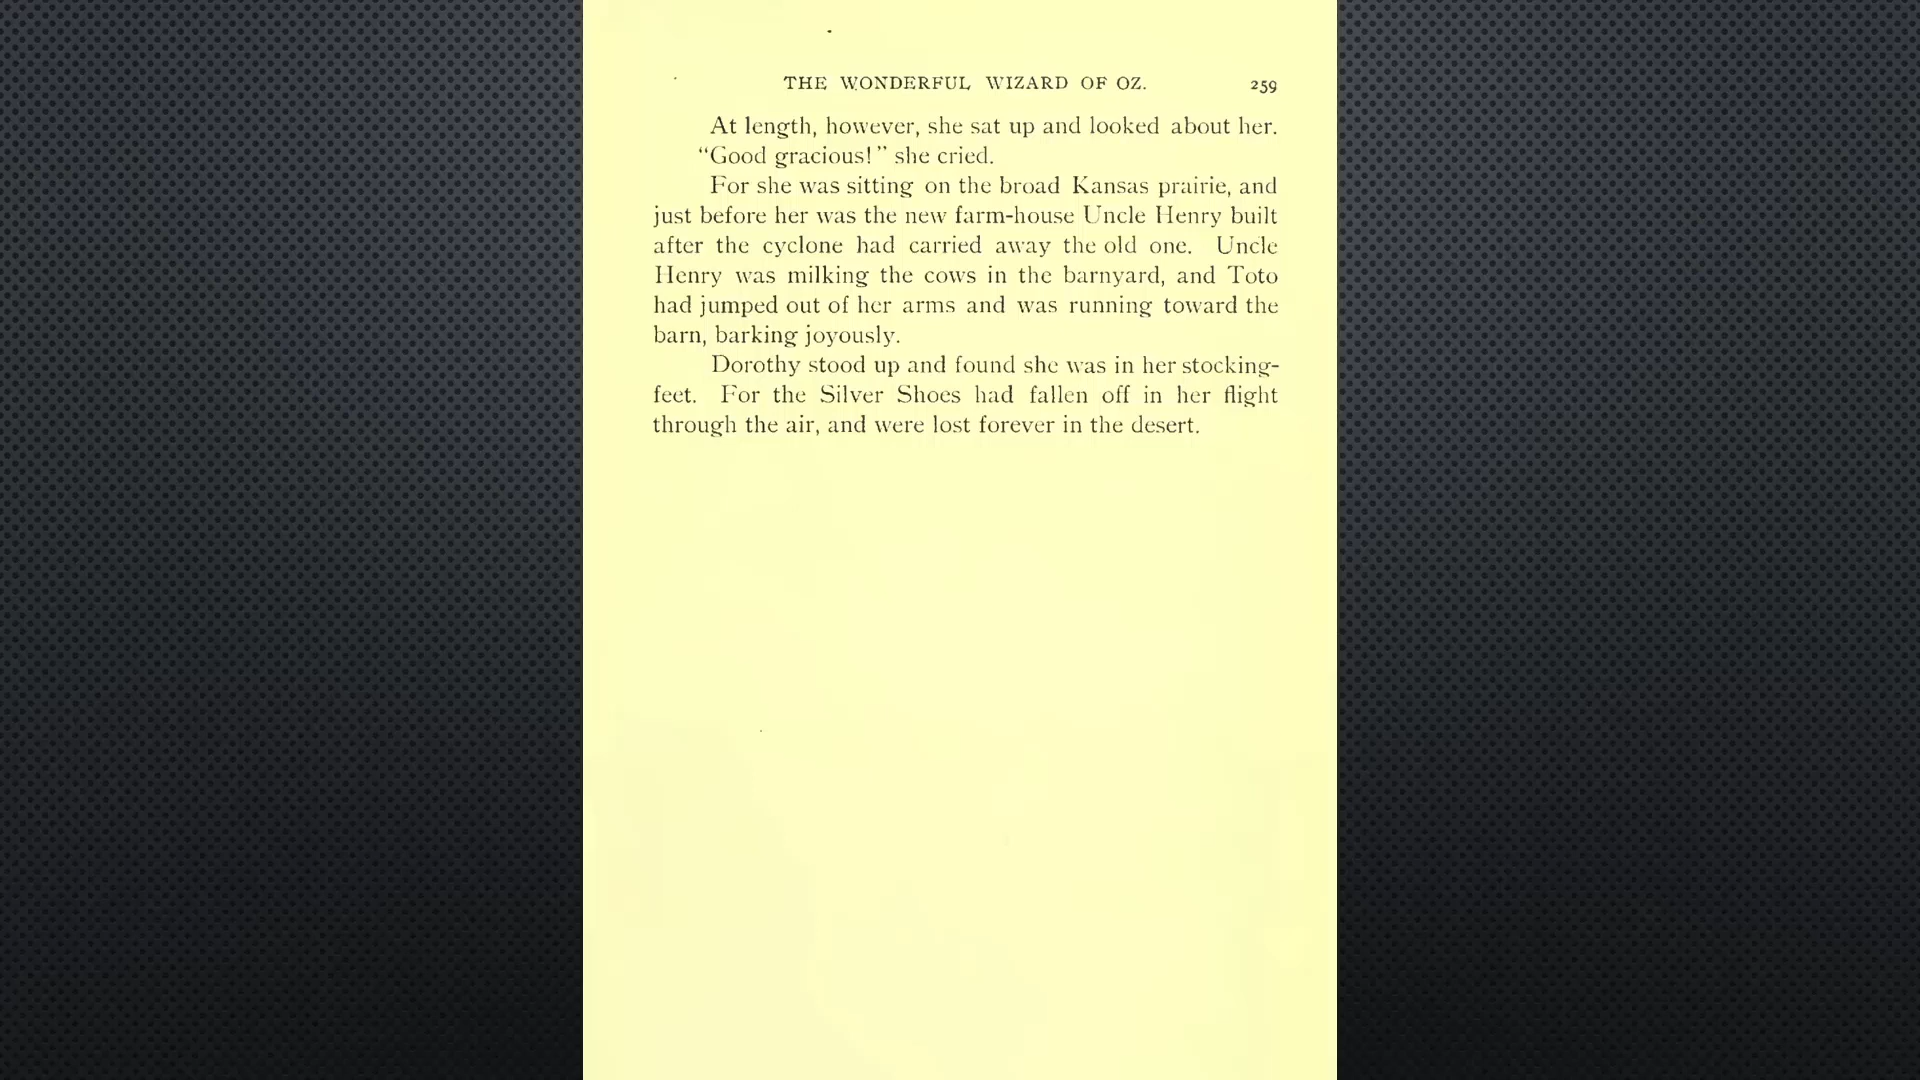 THE WONDERFUL WIZARD OF OZ. 259
At length, however, she sat up and looked about her.
“Good gracious!” she cried.
For she was sitting on the broad Kansas prairie, and
just before her was the new farm-house Uncle Henry built
after the cyclone had carried away the old one. Uncle
Henry was milking the cows in the barnyard, and Toto
had jumped out of her arms and was running toward the
barn, barking joyously.
Dorothy stood up and found she was in her stocking-
feet. For the Silver Shoes had fallen off in her flight
through the air, and were lost forever in the desert.